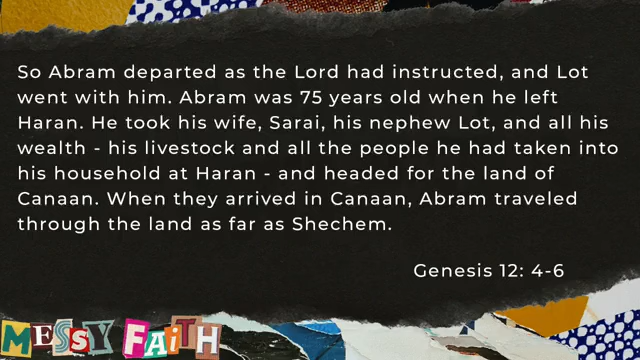 So Abram departed as the Lord had instructed, and Lot
went with him. Abram was 75 years old when he left
Haran. He took his wife, Sarai, his nephew Lot, and all his
wealth - his livestock and all the people he had taken into
his household at Haran - and headed for the land of
Canaan. When they arrived in Canaan, Abram traveled
through the land as far as Shechem.
Genesis 12: 4-6
MESSY FAiTH